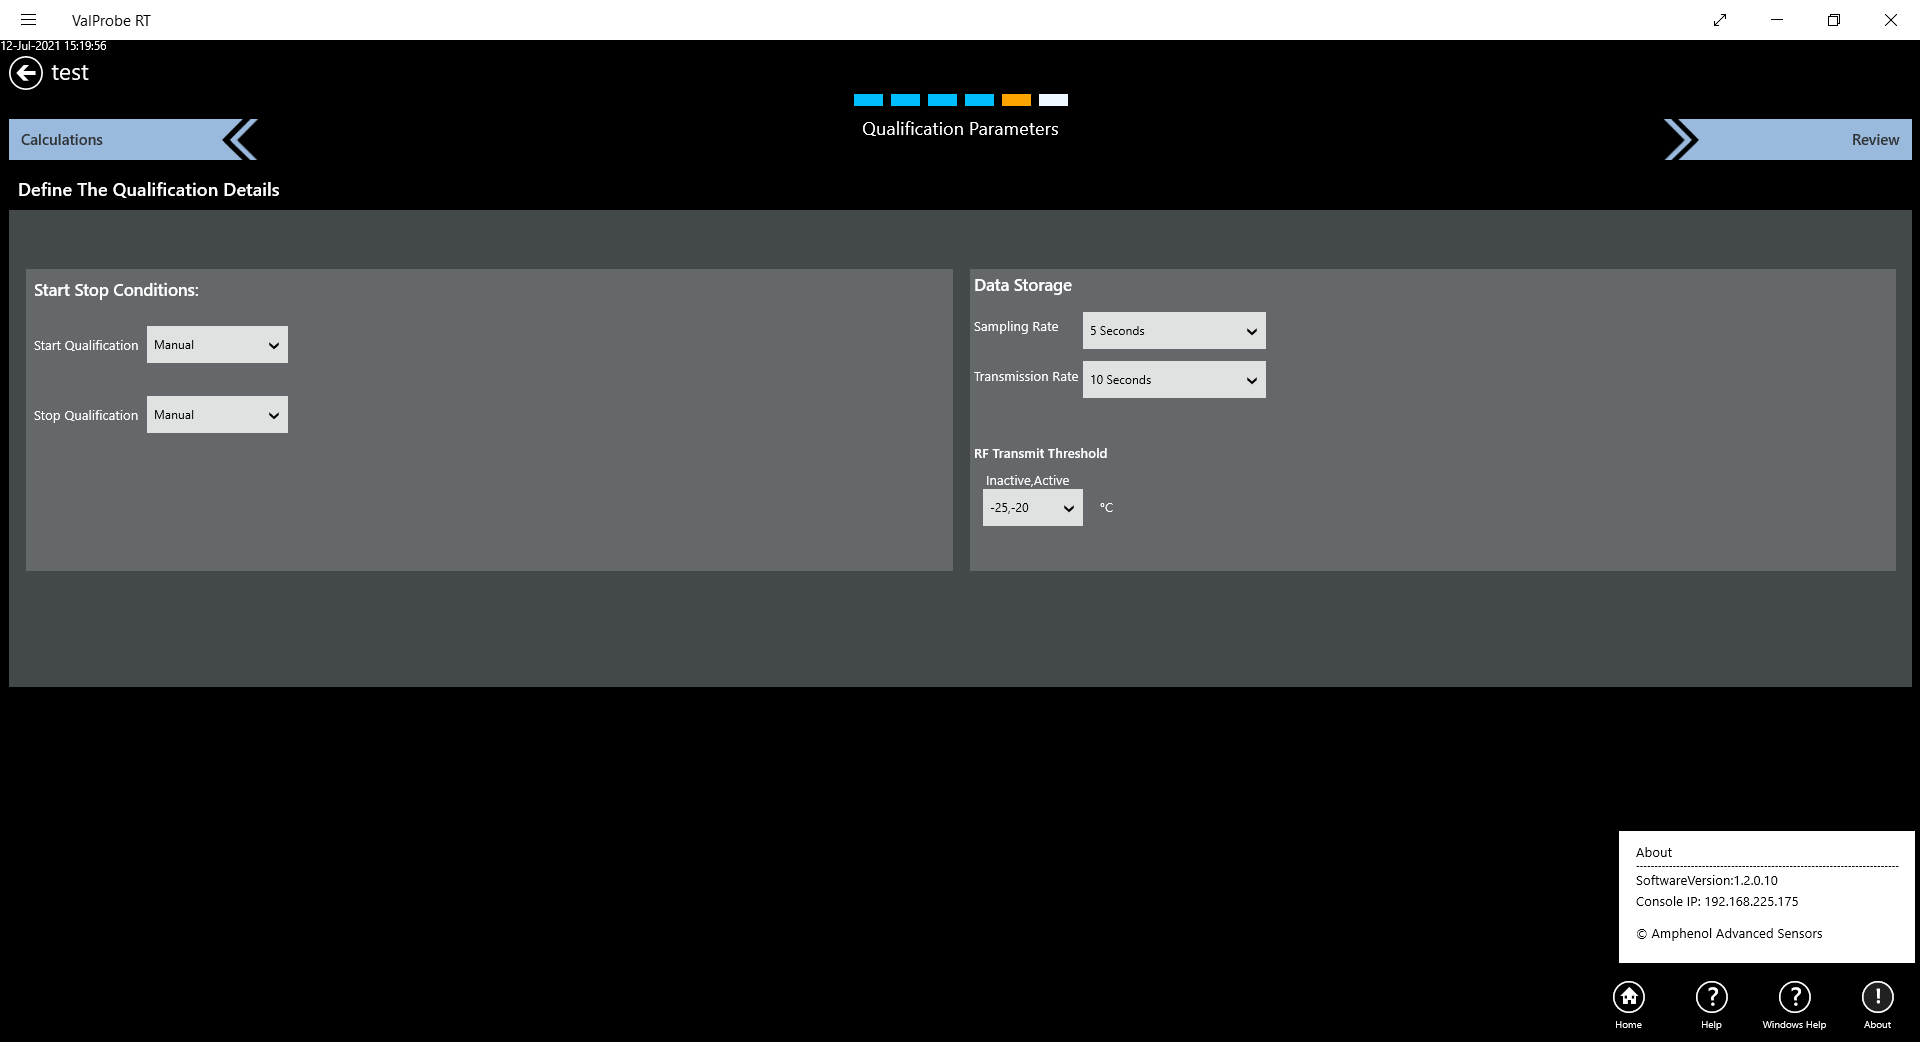 ValProbe RT
12-Jul-2021 15:19:56
test
Qualification Parameters
Calculations
Review
Define The Qualification Details
Start Stop Conditions:
Start Qualification Manual
Stop Qualification Manual
Data Storage
Sampling Rate 5 Seconds
Transmission Rate 10 Seconds
RF Transmit Threshold
Inactive,Active
-25,-20 °C
About
--------------------------------------------------------------------------
SoftwareVersion:1.2.0.10
Console IP: 192.168.225.175
© Amphenol Advanced Sensors
Home
Help
Windows Help
About